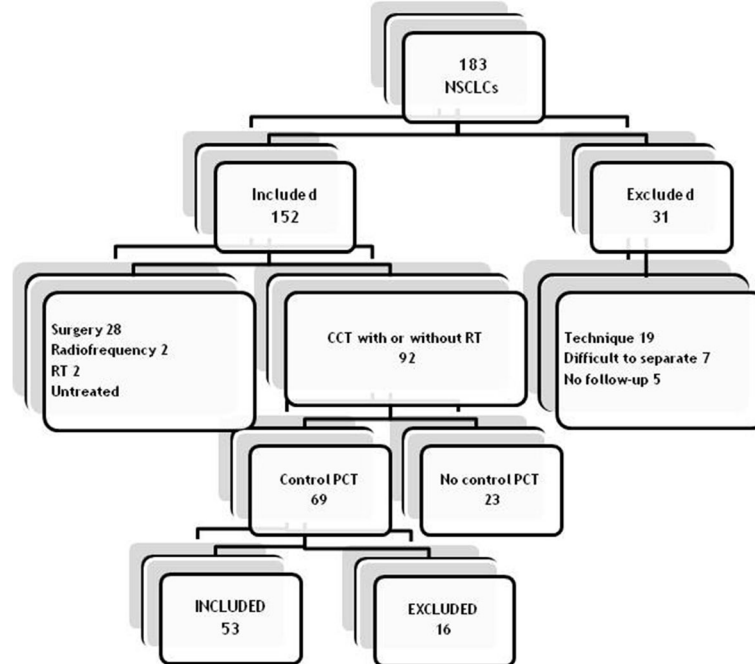 183
NSCLCs
Included
152
Excluded
31
Surgery 28
Radiofrequency 2
RT 2
Untreated
CCT with or without RT
92
Technique 19
Difficult to separate 7
No follow-up 5
Control PCT
69
No control PCT
23
INCLUDED
53
EXCLUDED
16